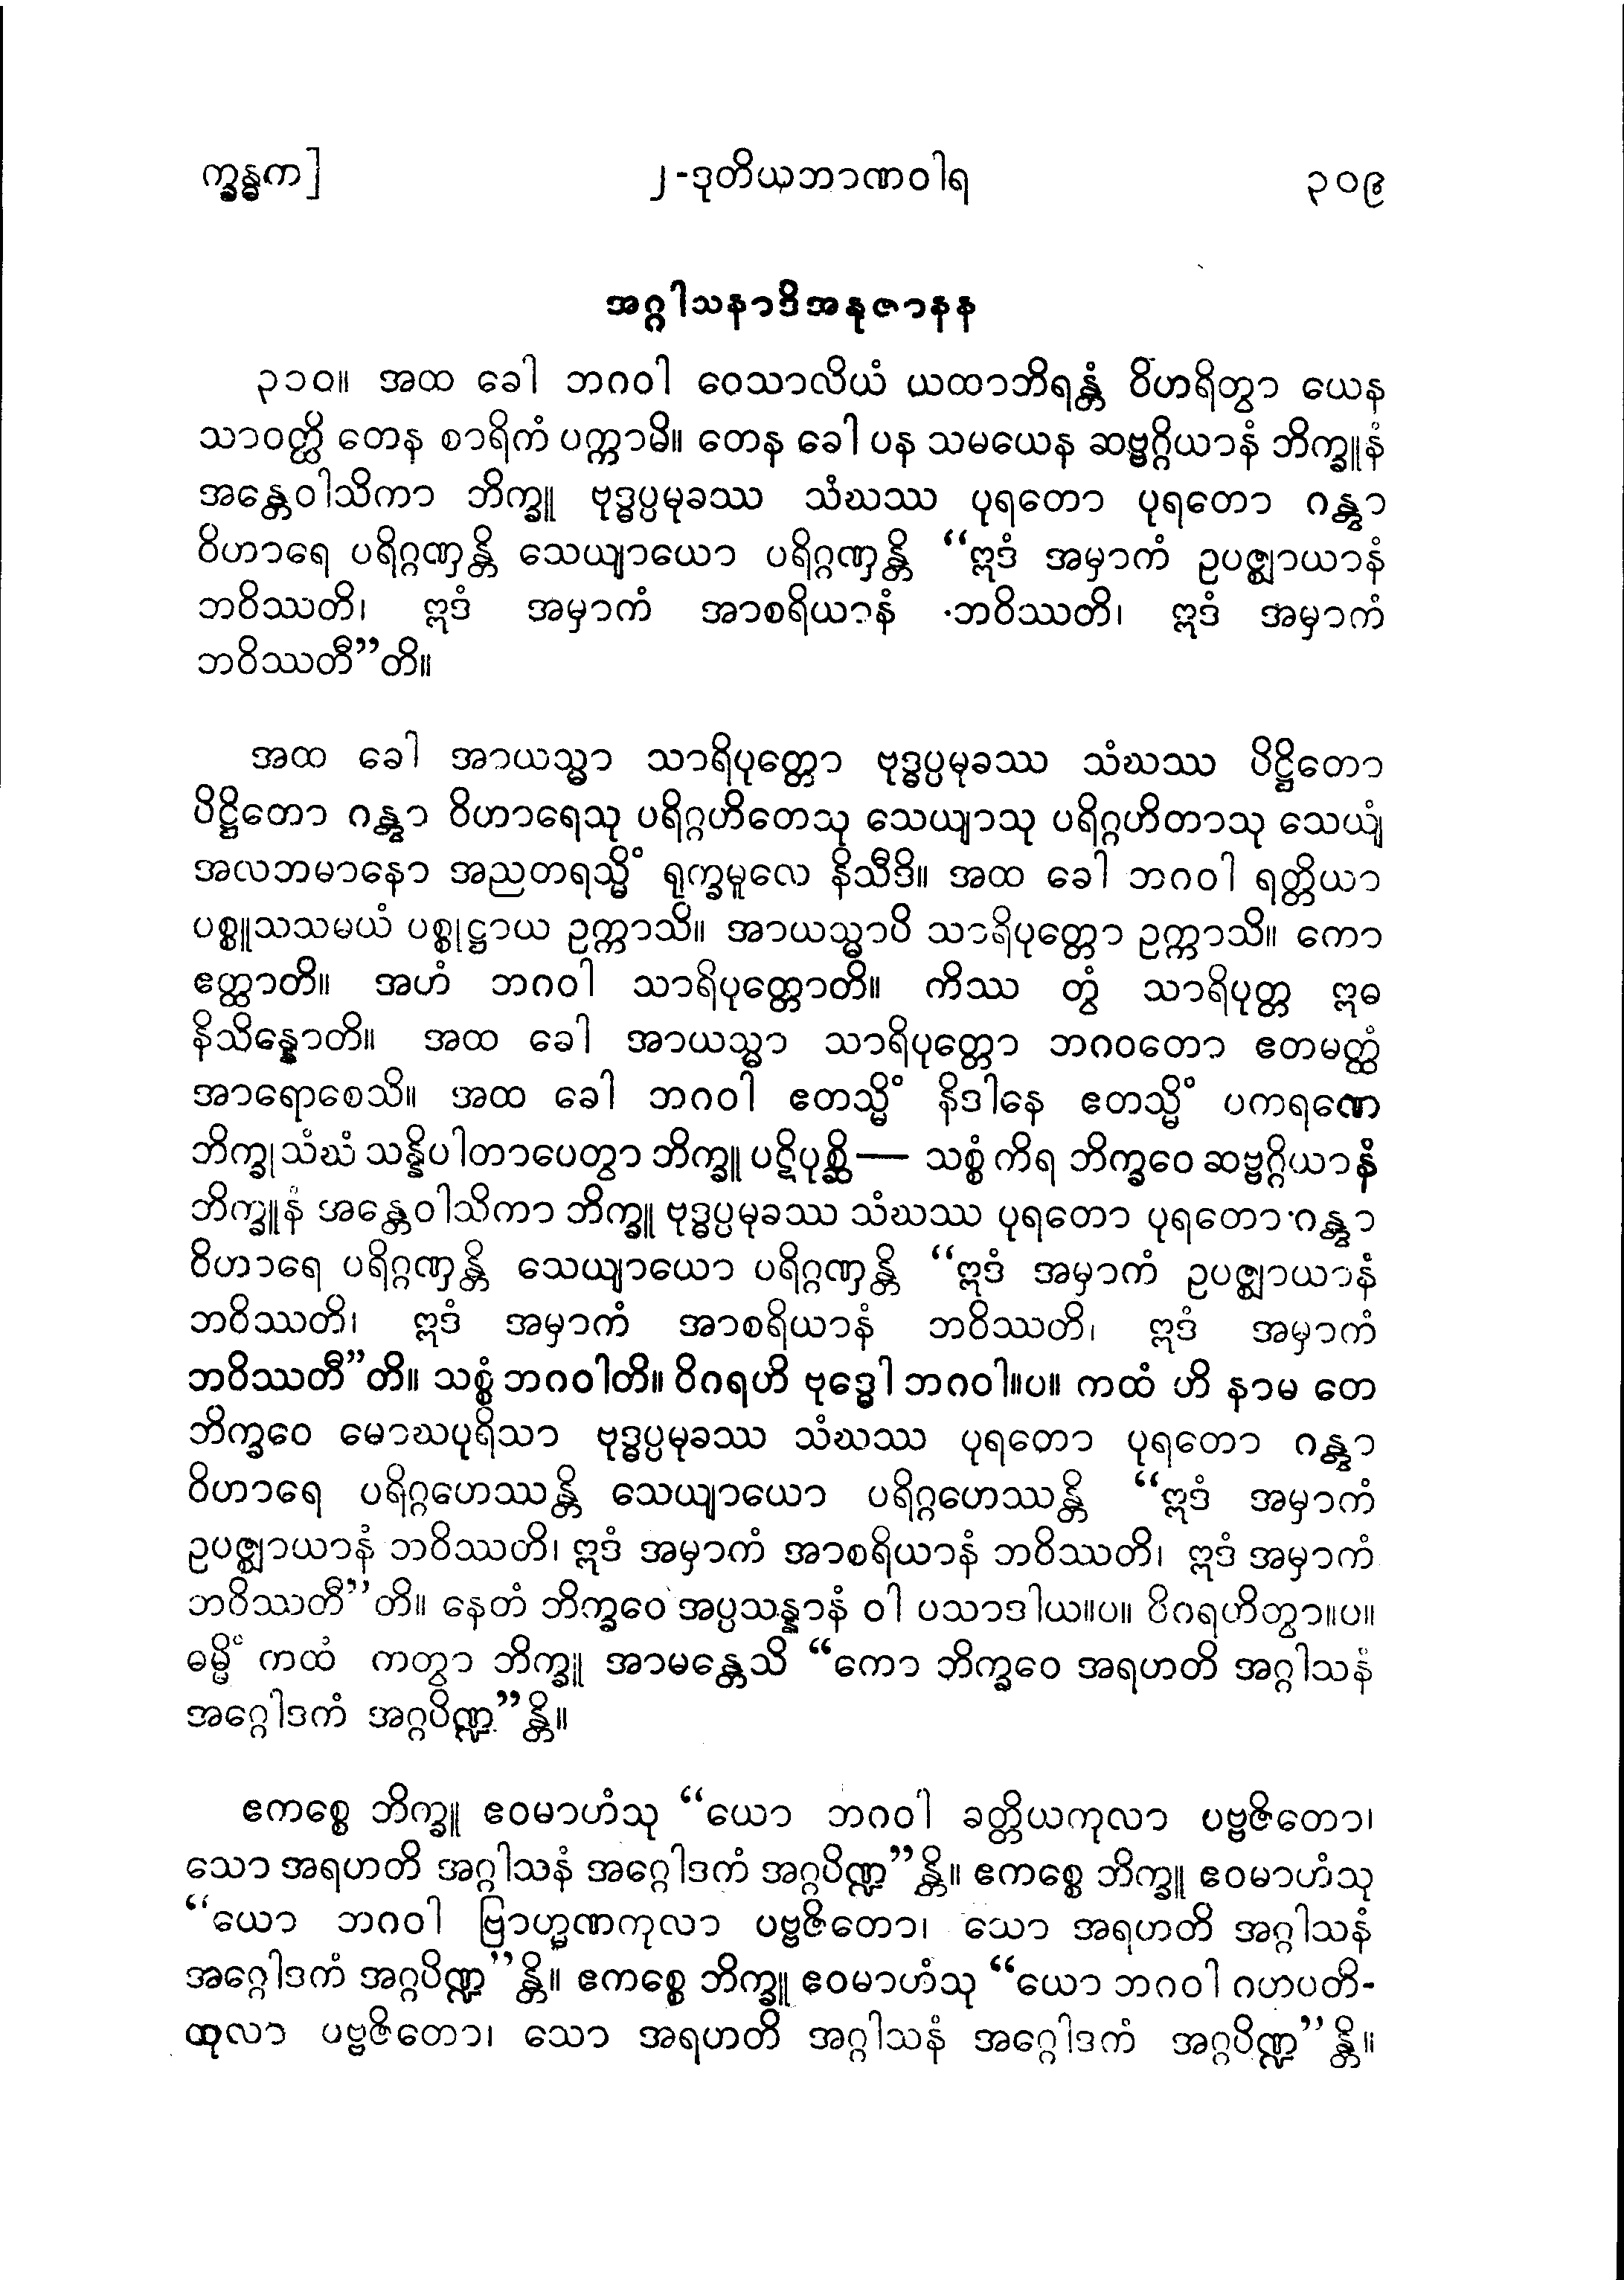 က္ခန္ဓက]
၂-ဒုတိယဘာဏဝါရ
၃၀၉
အဂ္ဂါသနာဒိအနုဇာနန
၃၁၀။ အထ ခေါ ဘဂဝါ ဝေသာလိယံ ယထာဘိရန္တံ ဝိဟရိတွာ ယေန
သာဝတ္ထိ တေန စာရိကံ ပက္ကာမိ။ တေန ခေါ ပန သမယေန ဆဗ္ဗဂ္ဂိယာနံ ဘိက္ခူနံ
အန္တေဝါသိကာ ဘိက္ခူ ဗုဒ္ဓပ္ပမုခဿ သံဃဿ ပုရတော ပုရတော ဂန္တွာ
ဝိဟာရေ ပရိဂ္ဂဏှန္တိ သေယျာယော ပရိဂ္ဂဏှန္တိ “ဣဒံ အမှာကံ ဥပဇ္ဈာယာနံ
ဘဝိဿတိ၊ ဣဒံ အမှာကံ အာစရိယာနံ ဘဝိဿတိ၊ ဣဒံ အမှာကံ
ဘဝိဿတီ”တိ။
အထ ခေါ အာယသ္မာ သာရိပုတ္တော ဗုဒ္ဓပ္ပမုခဿ သံဃဿ ပိဋ္ဌိတော
ပိဋ္ဌိတော ဂန္တွာ ဝိဟာရေသု ပရိဂ္ဂဟိတေသု သေယျာသု ပရိဂ္ဂဟိတာသု သေယျံ
အလဘမာနော အညတရသ္မိံ ရုက္ခမူလေ နိသီဒိ။ အထ ခေါ ဘဂဝါ ရတ္တိယာ
ပစ္စူသသမယံ ပစ္စုဋ္ဌာယ ဥက္ကာသိ။ အာယသ္မာပိ သာရိပုတ္တော ဥက္ကာသိ။ ကော
ဧတ္ထာတိ။ အဟံ ဘဂဝါ သာရိပုတ္တောတိ။ ကိဿ တွံ သာရိပုတ္တ ဣဓ
နိသိန္နောတိ။ အထ ခေါ အာယသ္မာ သာရိပုတ္တော ဘဂဝတော ဧတမတ္ထံ
အာရောစေသိ။ အထ ခေါ ဘဂဝါ ဧတသ္မိံ နိဒါနေ ဧတသ္မိံ ပကရဏေ
ဘိက္ခုသံဃံ သန္နိပါတာပေတွာ ဘိက္ခူ ပဋိပုစ္ဆိ — သစ္စံ ကိရ ဘိက္ခဝေ ဆဗ္ဗဂ္ဂိယာနံ
ဘိက္ခူနံ အန္တေဝါသိကာ ဘိက္ခူ ဗုဒ္ဓပ္ပမုခဿ သံဃဿ ပုရတော ပုရတော ဂန္တွာ
ဝိဟာရေ ပရိဂ္ဂဏှန္တိ သေယျာယော ပရိဂ္ဂဏှန္တိ “ဣဒံ အမှာကံ ဥပဇ္ဈာယာနံ
ဘဝိဿတိ၊ ဣဒံ အမှာကံ အာစရိယာနံ ဘဝိဿတိ၊ ဣဒံ အမှာကံ
ဘဝိဿတီ”တိ။ သစ္စံ ဘဂဝါတိ။ ဝိဂရဟိ ဗုဒ္ဓေါ ဘဂဝါ။ပ။ ကထံ ဟိ နာမ တေ
ဘိက္ခဝေ မောဃပုရိသာ ဗုဒ္ဓပ္ပမုခဿ သံဃဿ ပုရတော ပုရတော ဂန္တွာ
ဝိဟာရေ ပရိဂ္ဂဟေဿန္တိ သေယျာယော ပရိဂ္ဂဟေဿန္တိ “ဣဒံ အမှာကံ
ဥပဇ္ဈာယာနံ ဘဝိဿတိ၊ ဣဒံ အမှာကံ အာစရိယာနံ ဘဝိဿတိ၊ ဣဒံ အမှာကံ
ဘဝိဿတီ”တိ။ နေတံ ဘိက္ခဝေ အပ္ပသန္နာနံ ဝါ ပသာဒါယ။ပ။ ဝိဂရဟိတွာ။ပ။
ဓမ္မိံ ကထံ ကတွာ ဘိက္ခူ အာမန္တေသိ “ကော ဘိက္ခဝေ အရဟတိ အဂ္ဂါသနံ
အဂ္ဂေါဒကံ အဂ္ဂပိဏ္ဍ”န္တိ။
ဧကစ္စေ ဘိက္ခူ ဧဝမာဟံသု “ယော ဘဂဝါ ခတ္တိယကုလာ ပဗ္ဗဇိတော၊
သော အရဟတိ အဂ္ဂါသနံ အဂ္ဂေါဒကံ အဂ္ဂပိဏ္ဍ”န္တိ။ ဧကစ္စေ ဘိက္ခူ ဧဝမာဟံသု
“ယော ဘဂဝါ ဗြာဟ္မဏကုလာ ပဗ္ဗဇိတော၊ သော အရဟတိ အဂ္ဂါသနံ
အဂ္ဂေါဒကံ အဂ္ဂပိဏ္ဍ”န္တိ။ ဧကစ္စေ ဘိက္ခူ ဧဝမာဟံသု “ယော ဘဂဝါ ဂဟပတိ-
ကုလာ ပဗ္ဗဇိတော၊ သော အရဟတိ အဂ္ဂါသနံ အဂ္ဂေါဒကံ အဂ္ဂပိဏ္ဍ”န္တိ။